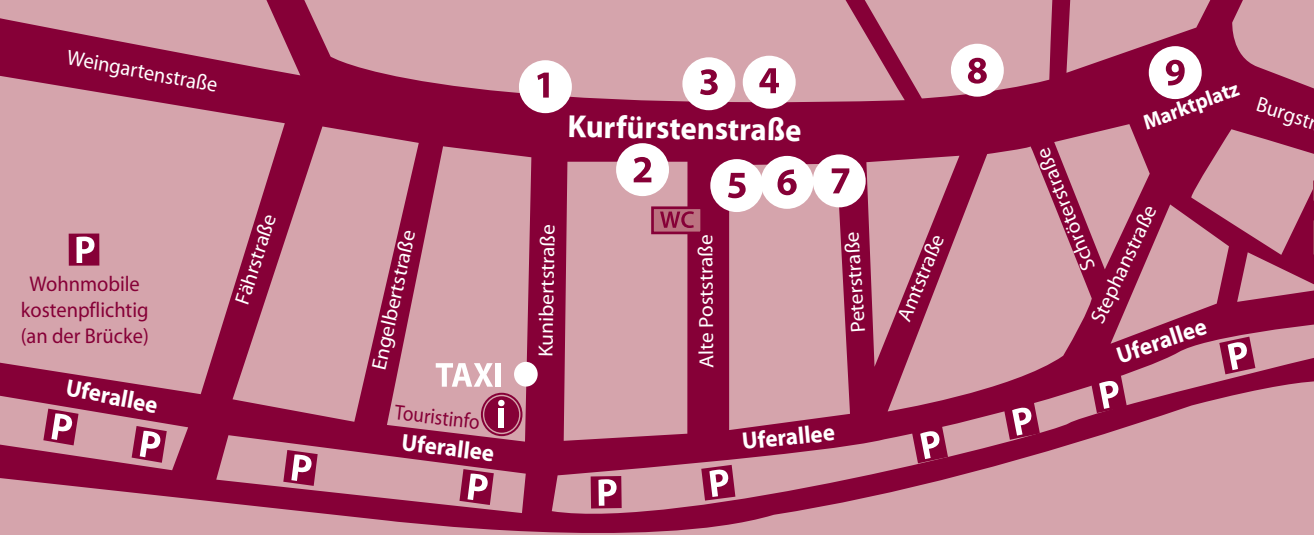 Weingartenstraße
1
3
4
8
9
Marktplatz
Burgstr
Kurfürstenstraße
2
5
6
7
WC
P
Wohnmobile
kostenpflichtig
(an der Brücke)
Fährstraße
Engelbertstraße
Kunibertstraße
Alte Poststraße
Peterstraße
Amtstraße
Schröterstraße
Stephanstraße
TAXI
Touristinfo
i
Uferallee
Uferallee
Uferallee
Uferallee
P
P
P
P
P
P
P
P
P
P